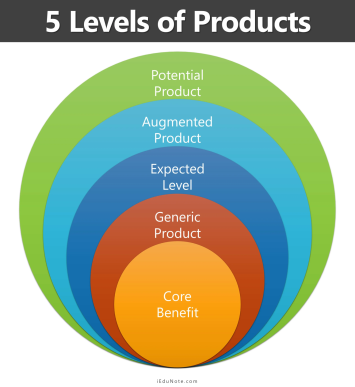 5 Levels of Products
Potential
Product
Augmented
Product
Expected
Level
Generic
Product
Core
Benefit
iEduNote.com